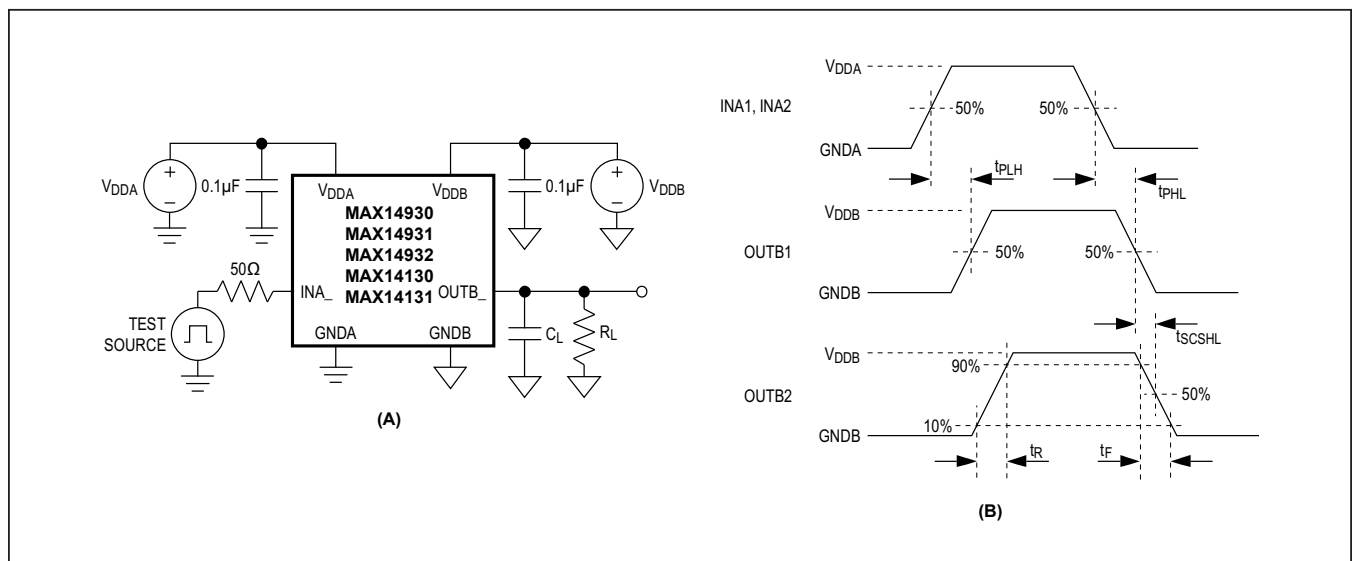 VDDA
0.1µF
VDDA
VDDB
0.1µF
VDDB
MAX14930
MAX14931
MAX14932
MAX14130
MAX14131
50Ω
INA_
OUTB_
TEST
SOURCE
GNDA
GNDB
CL
RL
(A)
VDDA
INA1, INA2
50%
50%
GNDA
tPLH
tPHL
VDDB
OUTB1
50%
50%
GNDB
tSCSHL
VDDB
90%
OUTB2
50%
10%
GNDB
tR
tF
(B)